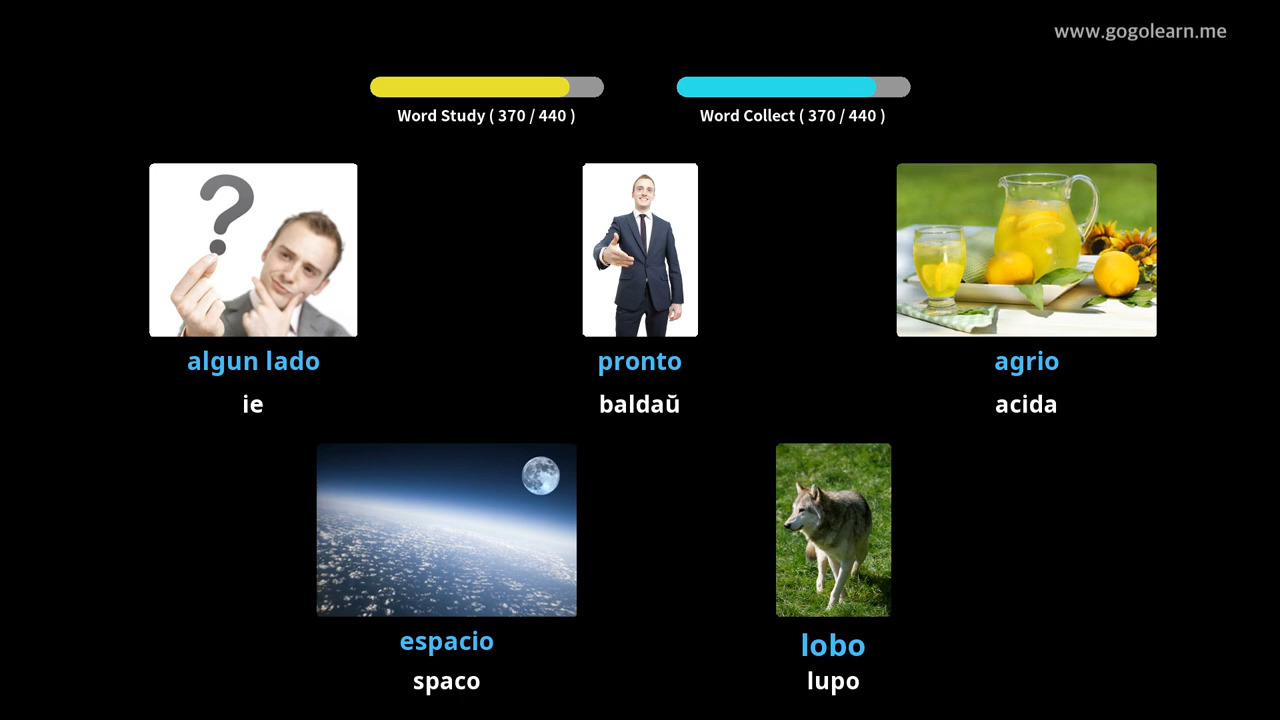 www.gogolearn.me
Word Study ( 370 / 440 )
Word Collect ( 370 / 440 )
algun lado
pronto
agrio
ie
baldaŭ
acida
espacio
lobo
spaco
lupo